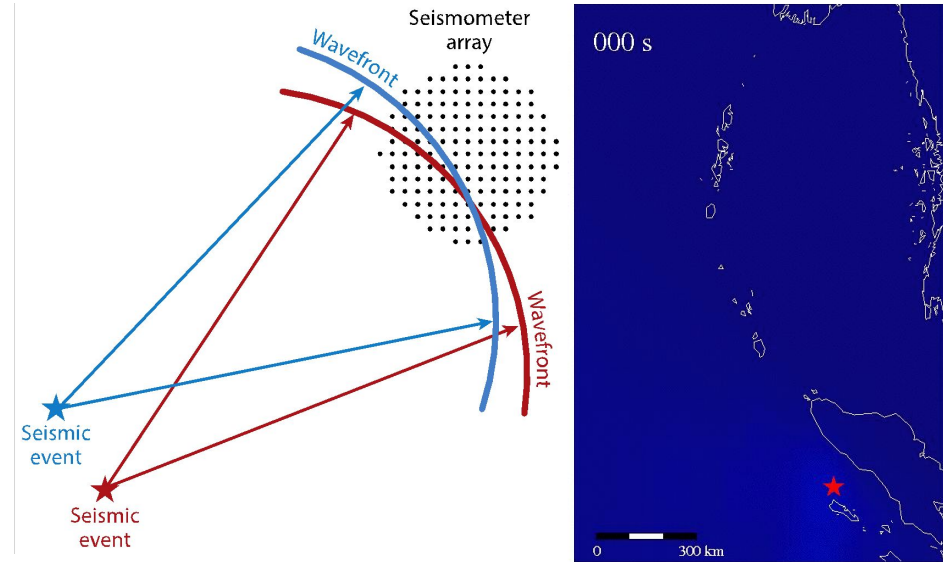 Seismometer
array
Wavefront
Wavefront
Seismic
event
Seismic
event
000 s
0 300 km